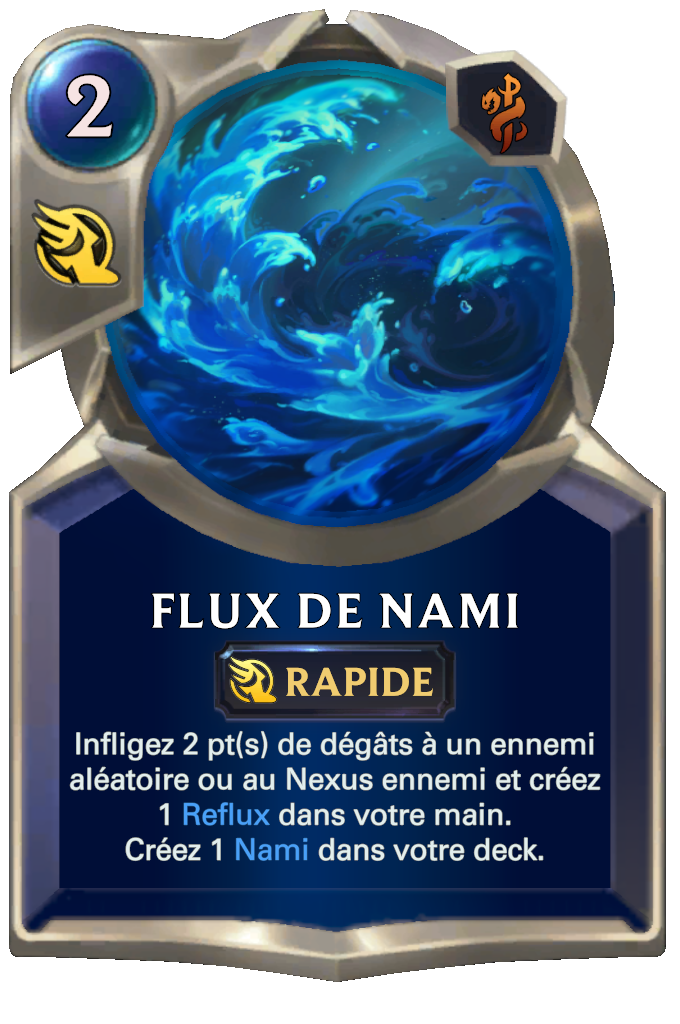 2
FLUX DE NAMI
RAPIDE
Infligez 2 pt(s) de dégâts à un ennemi
aléatoire ou au Nexus ennemi et créez
1 Reflux dans votre main.
Créez 1 Nami dans votre deck.